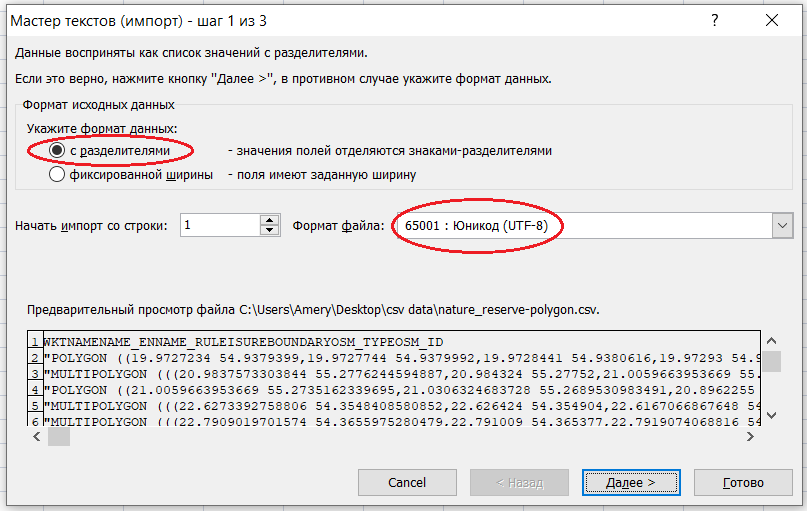 Мастер текстов (импорт) - шаг 1 из 3
Данные восприняты как список значений с разделителями.
Если это верно, нажмите кнопку "Далее >", в противном случае укажите формат данных.
Формат исходных данных
Укажите формат данных:
с разделителями - значения полей отделяются знаками-разделителями
фиксированной ширины - поля имеют заданную ширину
Начать импорт со строки: 1 Формат файла: 65001 : Юникод (UTF-8)
Предварительный просмотр файла C:\Users\Amery\Desktop\csv data\nature_reserve-polygon.csv.
1 WKTNAMENAME_ENNAME_RULEISUREBOUNDARYOSM_TYPEOSM_ID
2 "POLYGON ((19.9727234 54.9379399,19.9727744 54.9379992,19.9728441 54.9380616,19.97293 54.9
3 "MULTIPOLYGON (((20.9837573303844 55.2776244594887,20.984324 55.27752,21.0059663953669 55.
4 "POLYGON ((21.0059663953669 55.2735162339695,21.0306324683728 55.2689530983491,20.8962255
5 "MULTIPOLYGON (((22.6273392758806 54.3548408580852,22.626424 54.354904,22.6167066867648 54
6 "MULTIPOLYGON (((22.7909019701574 54.3655975280479,22.791009 54.365377,22.7919074068816 54
Cancel < Назад Далее > Готово